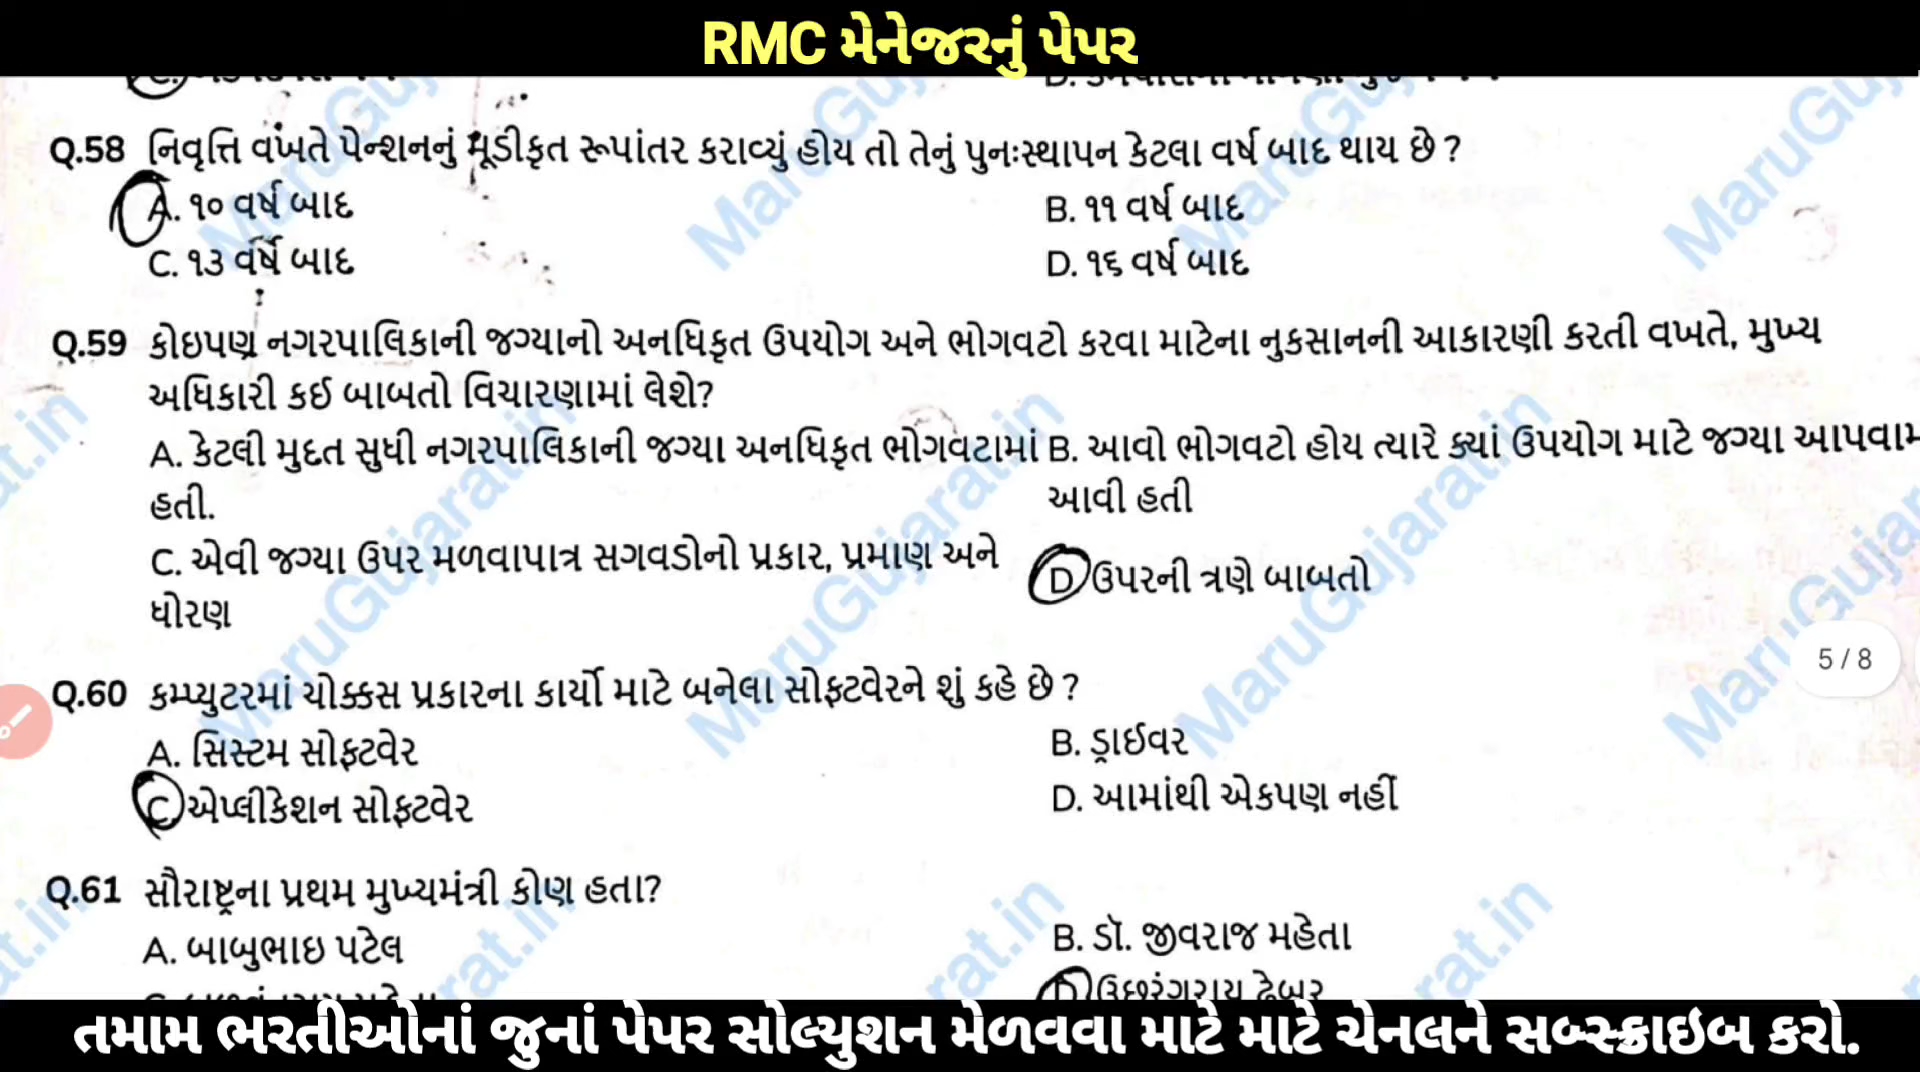 RMC મેનેજરનું પેપર
Q.58 નિવૃત્તિ વખતે પેન્શનનું મૂડીકૃત રૂપાંતર કરાવ્યું હોય તો તેનું પુનઃસ્થાપન કેટલા વર્ષ બાદ થાય છે ?
A. ૧૦ વર્ષ બાદ
B. ૧૧ વર્ષ બાદ
C. ૧૩ વર્ષ બાદ
D. ૧૬ વર્ષ બાદ
Q.59 કોઇપણ નગરપાલિકાની જગ્યાનો અનધિકૃત ઉપયોગ અને ભોગવટો કરવા માટેના નુકસાનની આકારણી કરતી વખતે, મુખ્ય
અધિકારી કઈ બાબતો વિચારણામાં લેશે?
A. કેટલી મુદત સુધી નગરપાલિકાની જગ્યા અનધિકૃત ભોગવટામાં
હતી.
B. આવો ભોગવટો હોય ત્યારે ક્યાં ઉપયોગ માટે જગ્યા આપવામ
આવી હતી
C. એવી જગ્યા ઉપર મળવાપાત્ર સગવડોનો પ્રકાર, પ્રમાણ અને
ધોરણ
D ઉપરની ત્રણે બાબતો
5 / 8
Q.60 કમ્પ્યુટરમાં ચોક્કસ પ્રકારના કાર્યો માટે બનેલા સોફ્ટવેરને શું કહે છે ?
A. સિસ્ટમ સોફ્ટવેર
B. ડ્રાઈવર
C એપ્લીકેશન સોફ્ટવેર
D. આમાંથી એકપણ નહીં
Q.61 સૌરાષ્ટ્રના પ્રથમ મુખ્યમંત્રી કોણ હતા?
A. બાબુભાઇ પટેલ
B. ડૉ. જીવરાજ મહેતા
D ઉછરંગરાય ઢેબર
તમામ ભરતીઓનાં જુનાં પેપર સોલ્યુશન મેળવવા માટે માટે ચેનલને સબ્સ્ક્રાઇબ કરો.
MaruGujarat.in